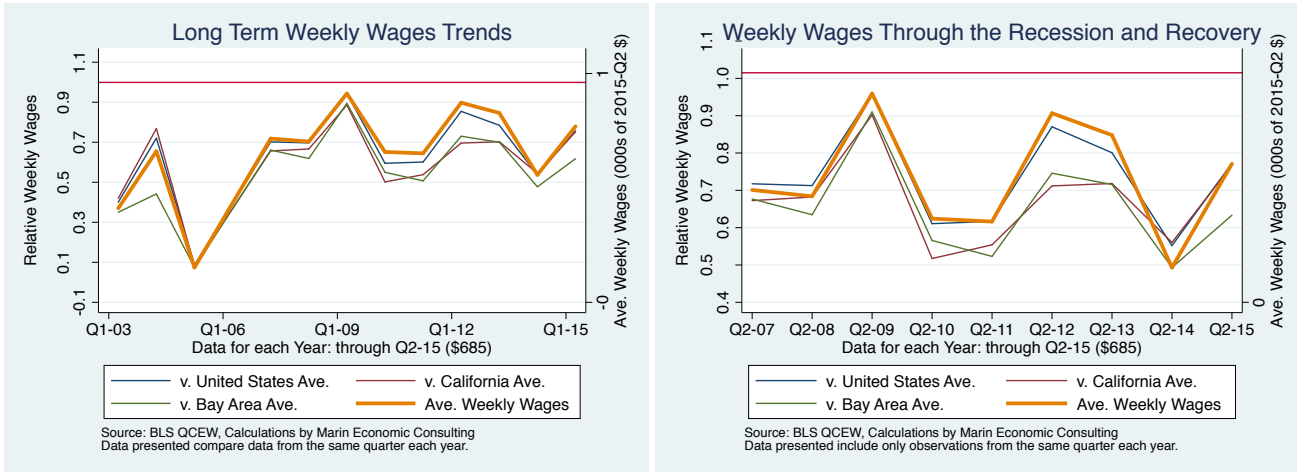 Long Term Weekly Wages Trends
Relative Weekly Wages
1.1
0.9
0.7
0.5
0.3
0.1
-0.1
1
-0
Ave. Weekly Wages (000s of 2015-Q2 $)
Q1-03 Q1-06 Q1-09 Q1-12 Q1-15
Data for each Year: through Q2-15 ($685)
v. United States Ave. v. California Ave.
v. Bay Area Ave. Ave. Weekly Wages
Source: BLS QCEW, Calculations by Marin Economic Consulting
Data presented compare data from the same quarter each year.
Weekly Wages Through the Recession and Recovery
Relative Weekly Wages
1.1
1.0
0.9
0.8
0.7
0.6
0.5
0.4
0
Ave. Weekly Wages (000s of 2015-Q2 $)
Q2-07 Q2-08 Q2-09 Q2-10 Q2-11 Q2-12 Q2-13 Q2-14 Q2-15
Data for each Year: through Q2-15 ($685)
v. United States Ave. v. California Ave.
v. Bay Area Ave. Ave. Weekly Wages
Source: BLS QCEW, Calculations by Marin Economic Consulting
Data presented include only observations from the same quarter each year.